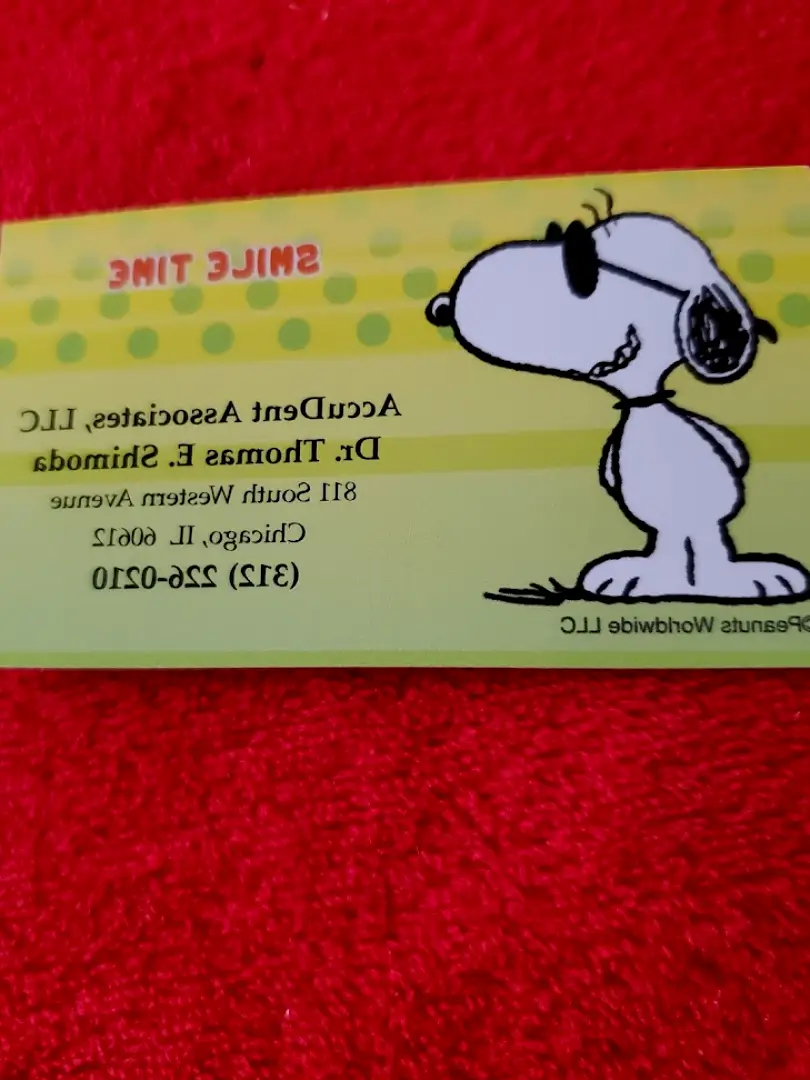 SMILE TIME
AccuDent Associates, LLC
Dr. Thomas E. Shimoda
811 South Western Avenue
Chicago, IL 60612
(312) 226-0210
©Peanuts Worldwide LLC